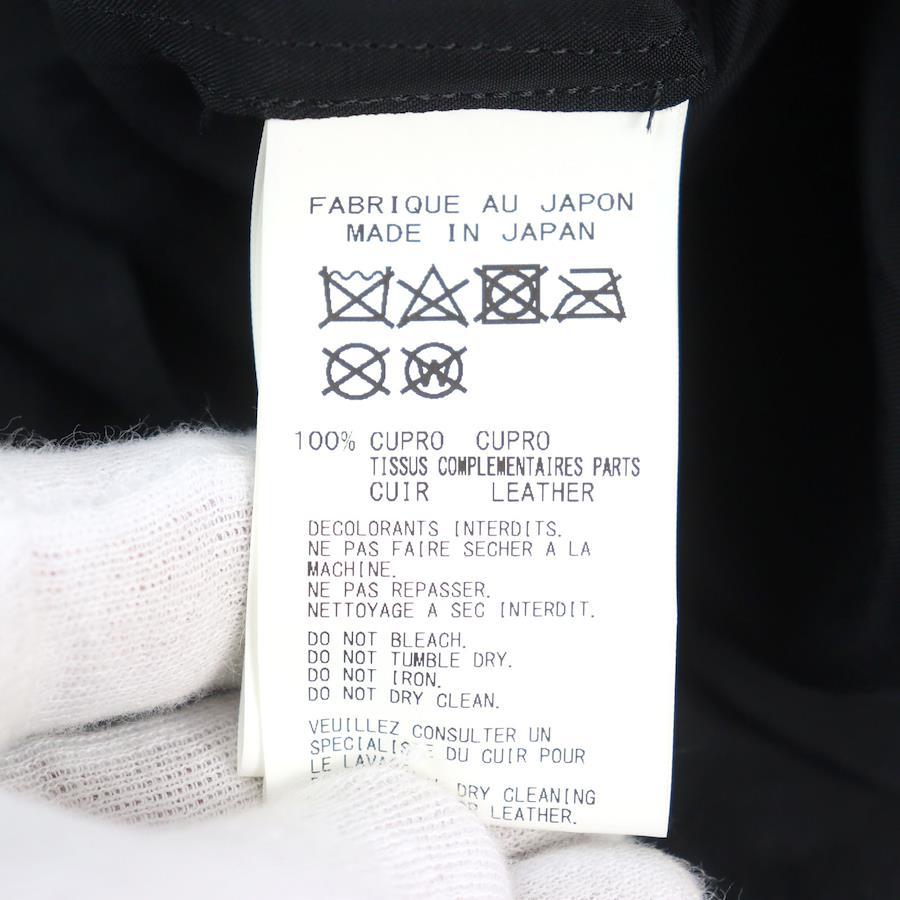 FABRIQUE AU JAPON
MADE IN JAPAN
W
100% CUPRO CUPRO
TISSUS COMPLEMENTAIRES PARTS
CUIR LEATHER
DECOLORANTS INTERDITS.
NE PAS FAIRE SECHER A LA
MACHINE.
NE PAS REPASSER.
NETTOYAGE A SEC INTERDIT.
DO NOT BLEACH.
DO NOT TUMBLE DRY.
DO NOT IRON.
DO NOT DRY CLEAN.
VEUILLEZ CONSULTER UN
DU CUIR POUR
LE
DRY CLEANING
LEATHER.